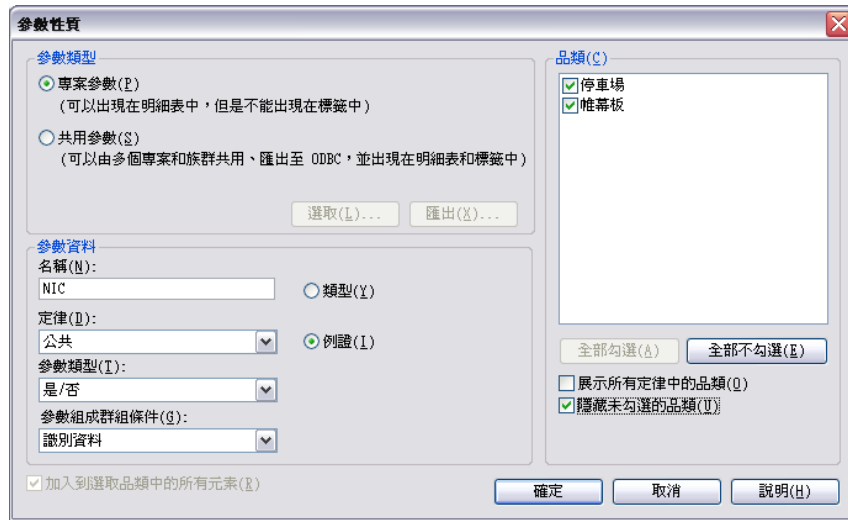 參數性質
參數類型
專案參數(P)
(可以出現在明細表中，但是不能出現在標籤中)
共用參數(S)
(可以由多個專案和族群共用、匯出至 ODBC，並出現在明細表和標籤中)
選取(L)...
匯出(X)...
參數資料
名稱(N):
NIC
類型(Y)
定律(D):
公共
例證(I)
參數類型(T):
是/否
參數組成群組條件(G):
識別資料
加入到選取品類中的所有元素(R)
品類(C)
停車場
帷幕板
全部勾選(A)
全部不勾選(E)
展示所有定律中的品類(O)
隱藏未勾選的品類(U)
確定
取消
說明(H)